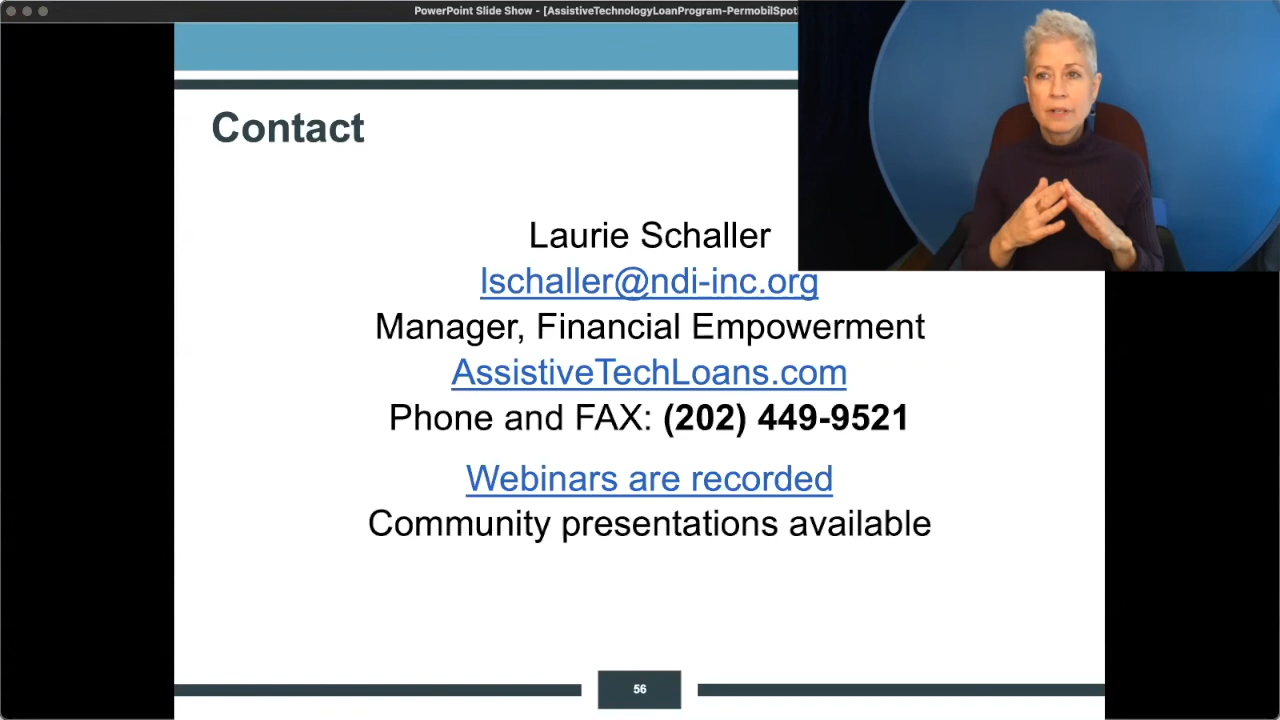 PowerPoint Slide Show - [AssistiveTechnologyLoanProgram-PermobilSpot
Contact
Laurie Schaller
lschaller@ndi-inc.org
Manager, Financial Empowerment
AssistiveTechLoans.com
Phone and FAX: (202) 449-9521
Webinars are recorded
Community presentations available
56